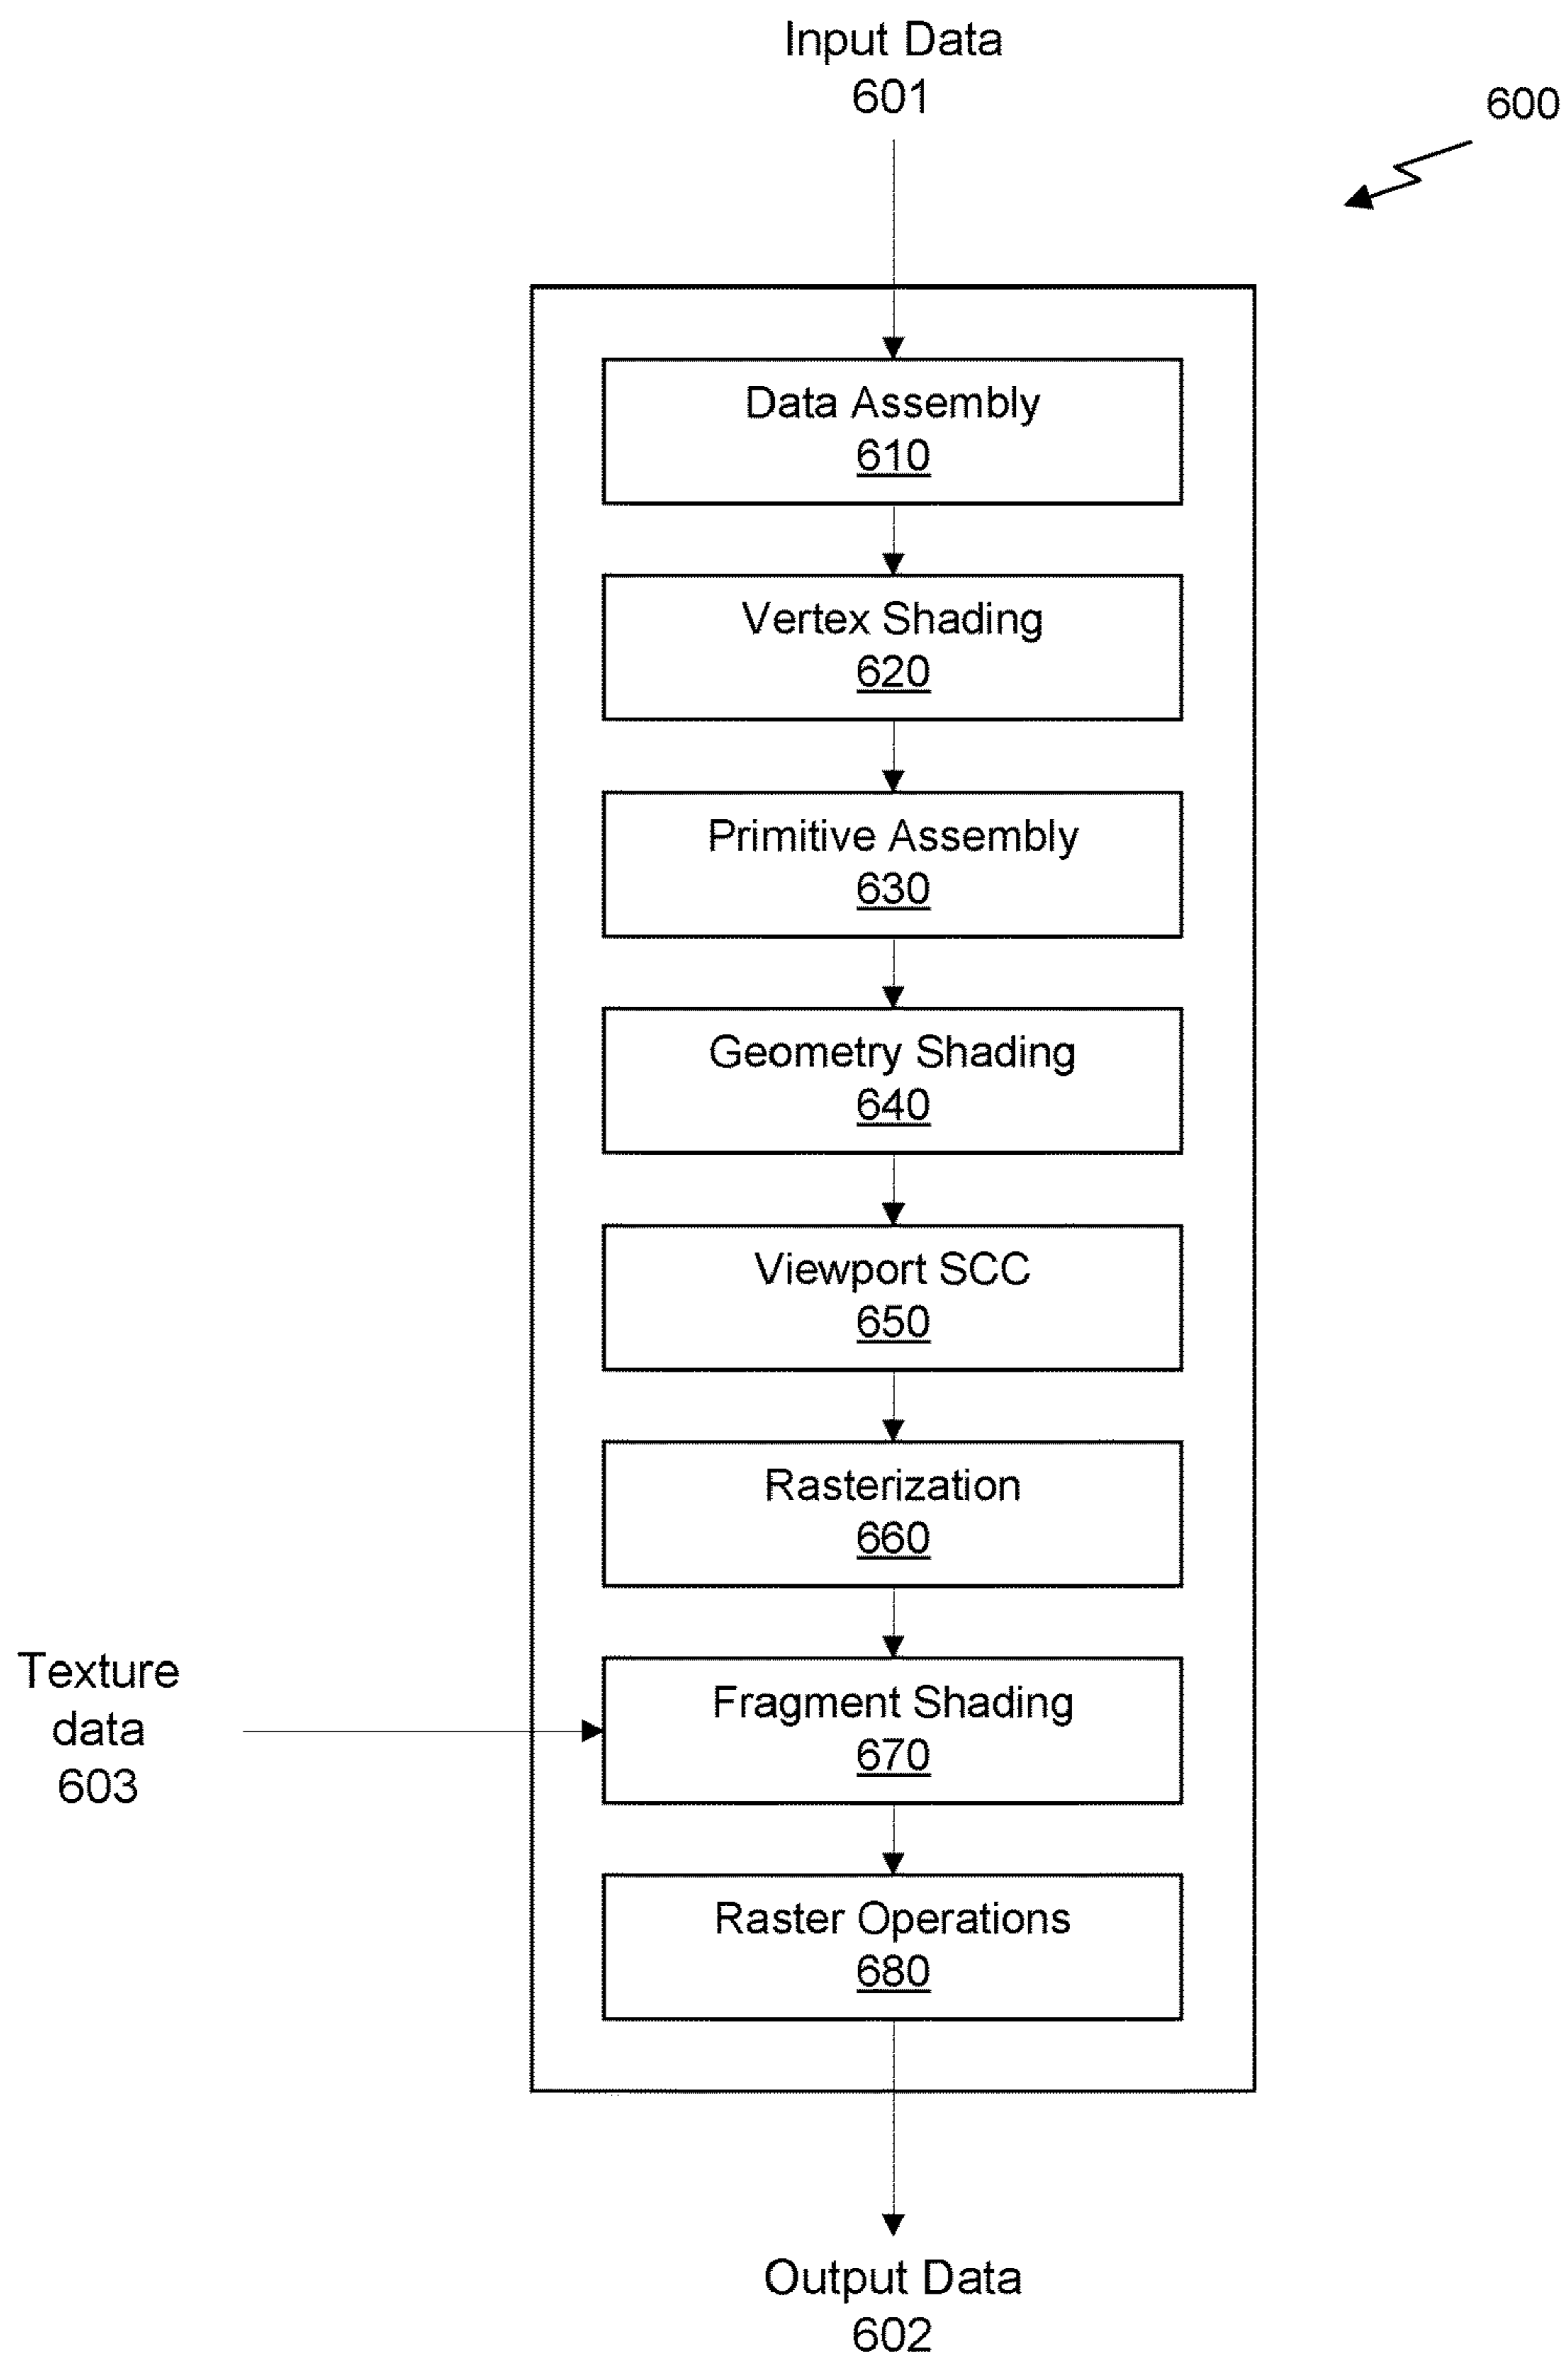 Input Data
601
600
Data Assembly
610
Vertex Shading
620
Primitive Assembly
630
Geometry Shading
640
Viewport SCC
650
Rasterization
660
Texture
data
603
Fragment Shading
670
Raster Operations
680
Output Data
602